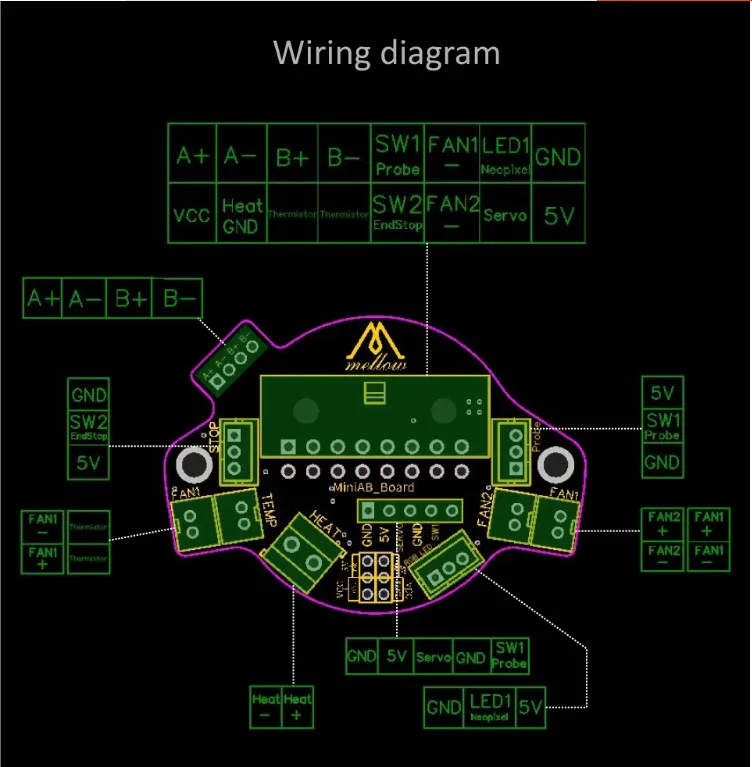 Wiring diagram
A+ A- B+ B- SW1 FAN1 LED1 GND
Probe - Neopixel
VCC Heat Thermistor Thermistor SW2 FAN2 Servo 5V
GND EndStop -
A+ A- B+ B-
A+ A- B+ B-
mellow
GND
SW2
EndStop
5V
STOP
Probe
5V
SW1
Probe
GND
MiniAB_Board
FAN1
TEMP
HEAT
GND
5V
SERVO
GND
SW1
FAN2
FAN1
FAN1 Thermistor
-
FAN1 Thermistor
+
FAN2 FAN1
+ +
FAN2 FAN1
- -
RGB LED
5V
VCC
VCC
GND 5V Servo GND SW1
Probe
Heat Heat
- +
GND LED1 5V
Neopixel